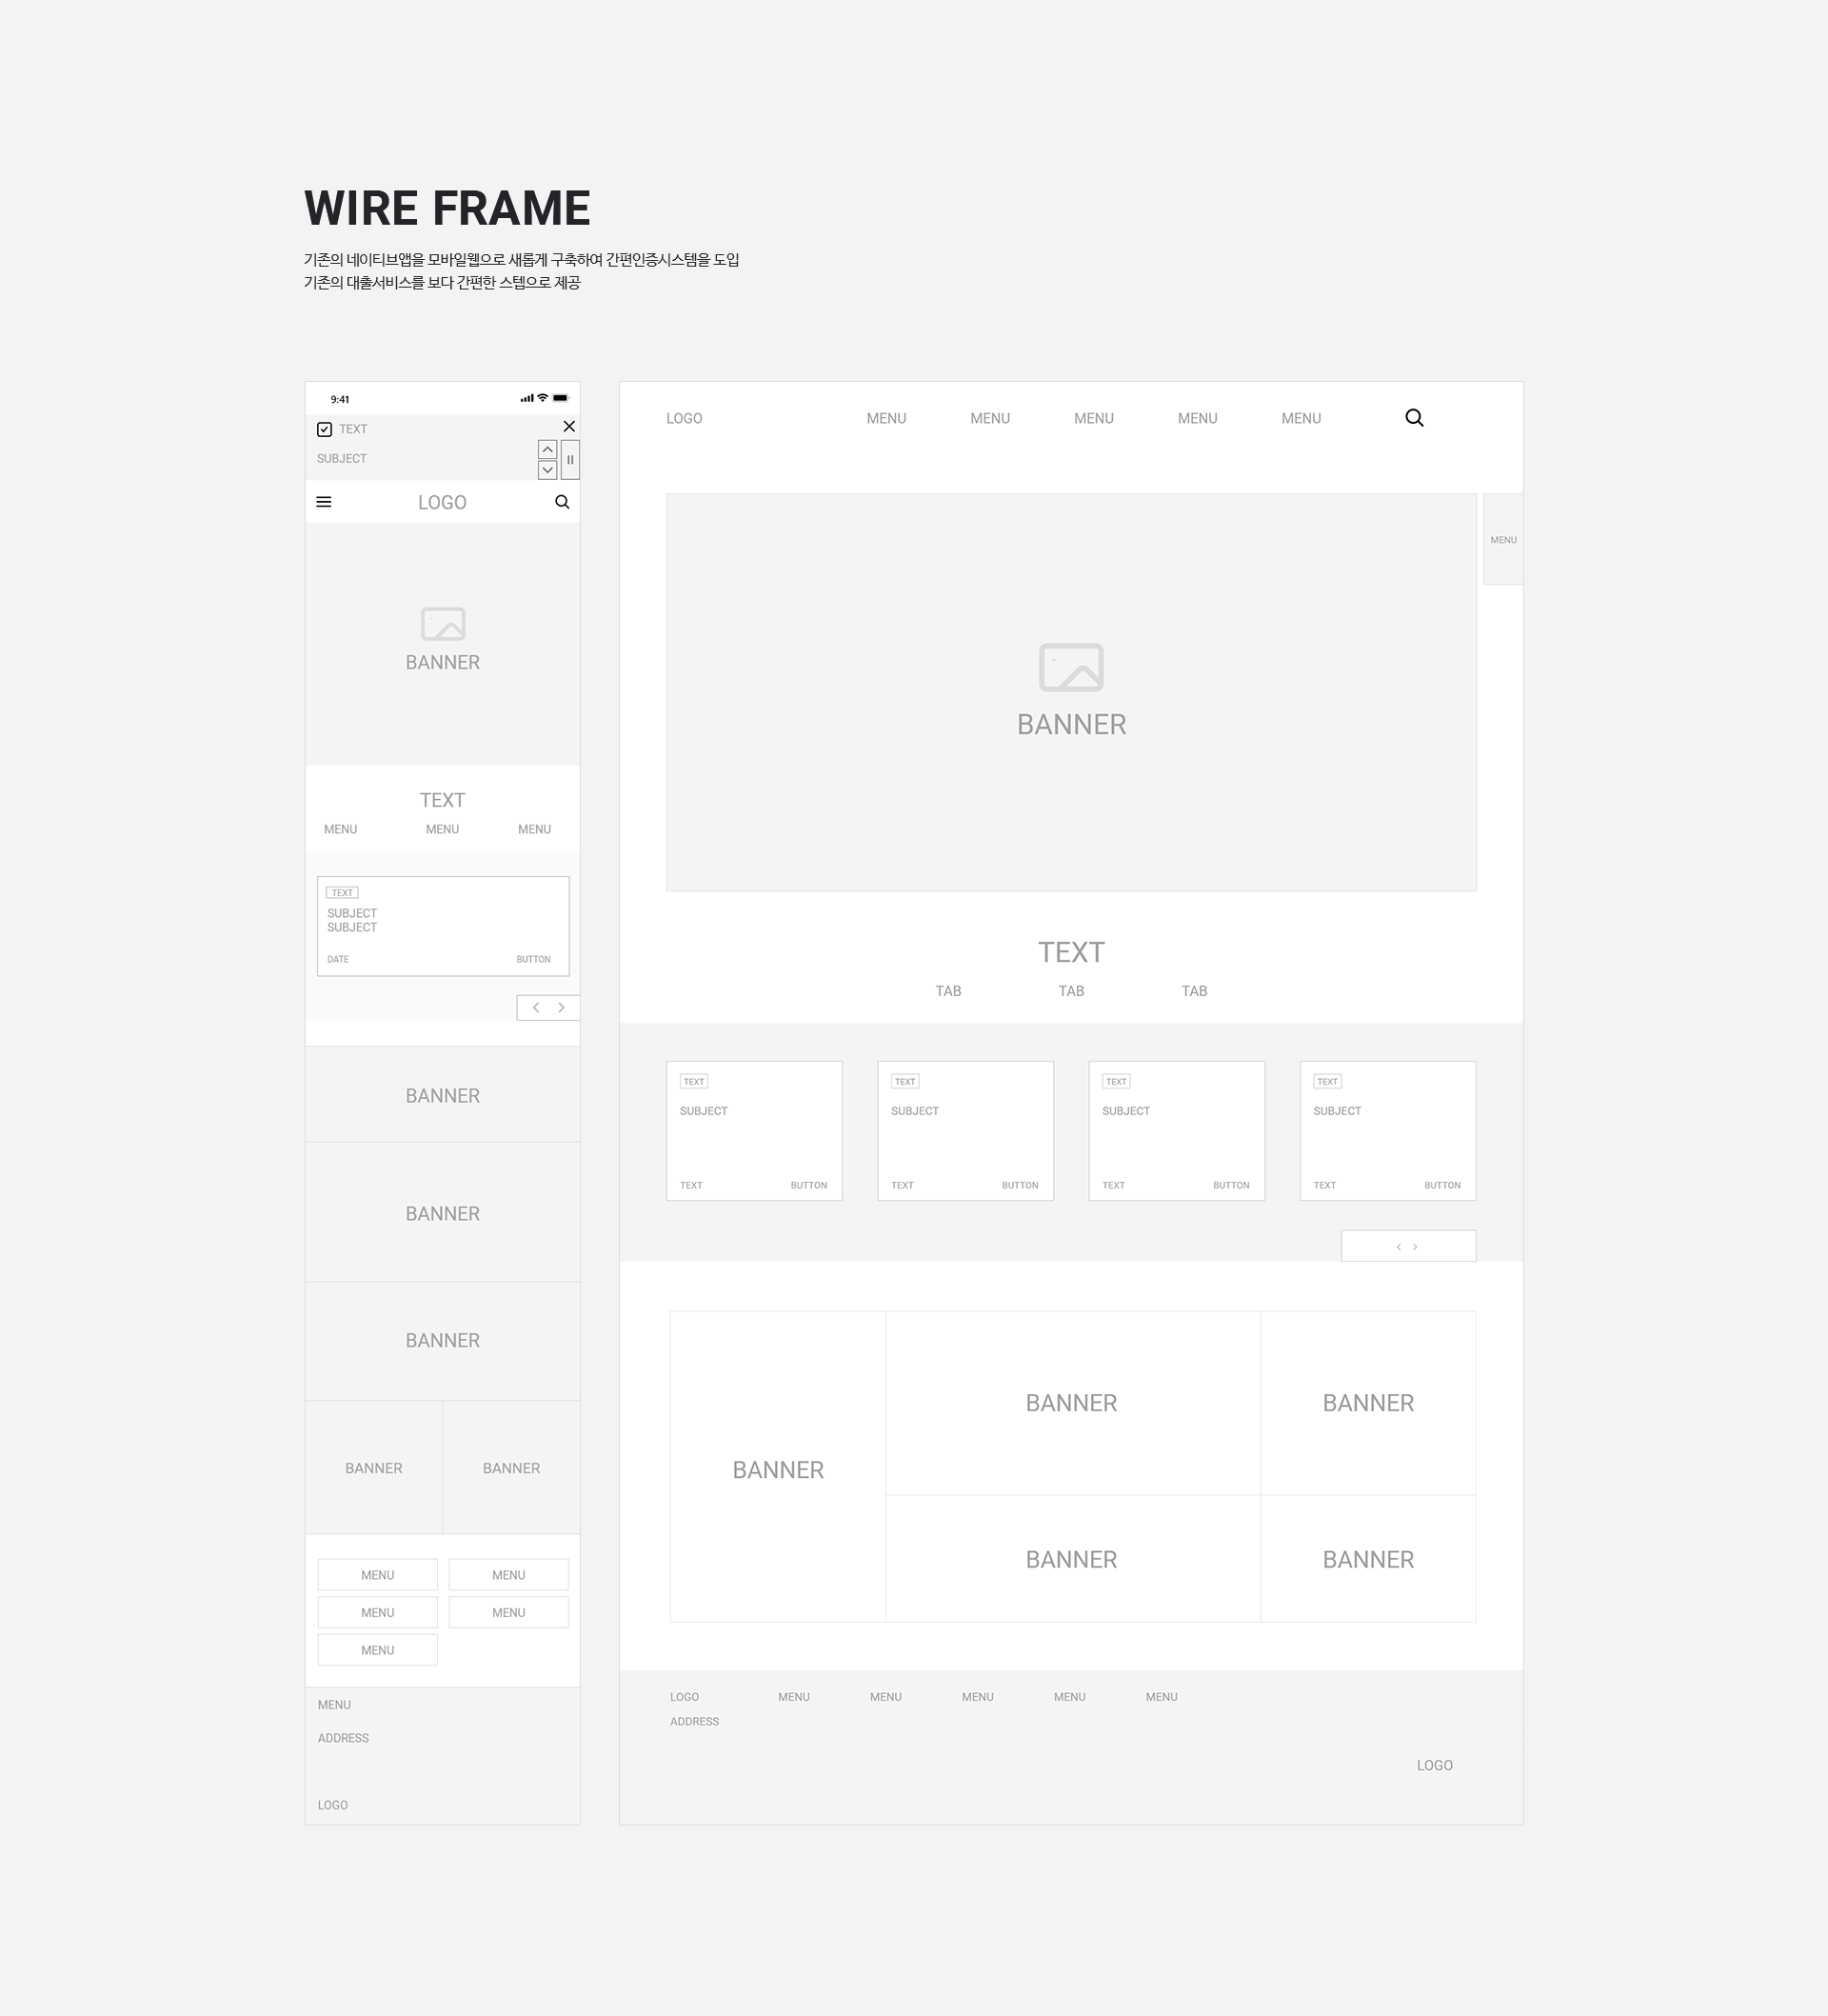 WIRE FRAME
기존의 네이티브앱을 모바일웹으로 새롭게 구축하여 간편인증시스템을 도입
기존의 대출서비스를 보다 간편한 스텝으로 제공
9:41
TEXT
SUBJECT
LOGO
BANNER
TEXT
MENU MENU MENU
TEXT
SUBJECT
SUBJECT
DATE BUTTON
BANNER
BANNER
BANNER
BANNER BANNER
MENU MENU
MENU MENU
MENU
MENU
ADDRESS
LOGO
LOGO MENU MENU MENU MENU MENU
MENU
BANNER
TEXT
TAB TAB TAB
TEXT TEXT TEXT TEXT
SUBJECT SUBJECT SUBJECT SUBJECT
TEXT BUTTON TEXT BUTTON TEXT BUTTON TEXT BUTTON
BANNER BANNER
BANNER
BANNER BANNER
LOGO MENU MENU MENU MENU MENU
ADDRESS
LOGO